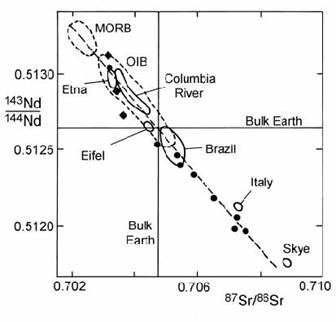 MORB
OIB
0.5130
Etna
Columbia
River
143Nd
144Nd
Bulk Earth
0.5125
Eifel
Brazil
Italy
0.5120
Bulk
Earth
Skye
0.702
0.706
0.710
87Sr/88Sr